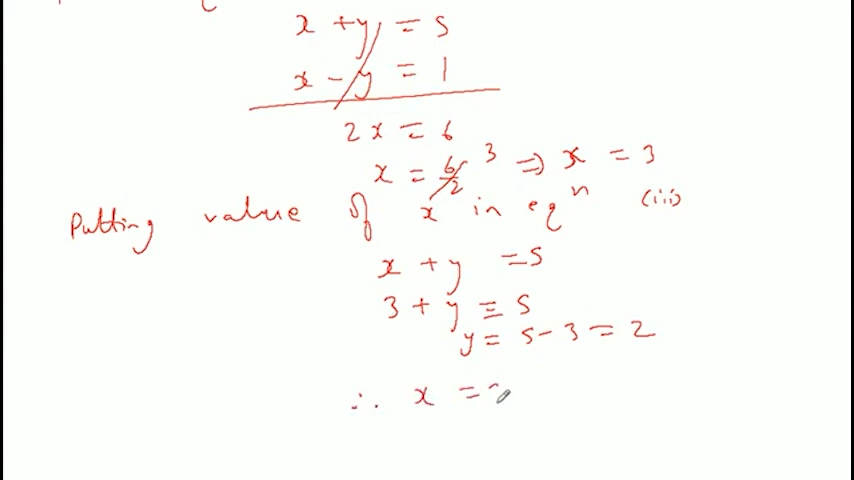 x + y = 5
x - y = 1
2x = 6
x = 6/2 3 ⇒ x = 3
Putting value of x in eqⁿ (iii)
x + y = 5
3 + y = 5
y = 5 - 3 = 2
∴ x =